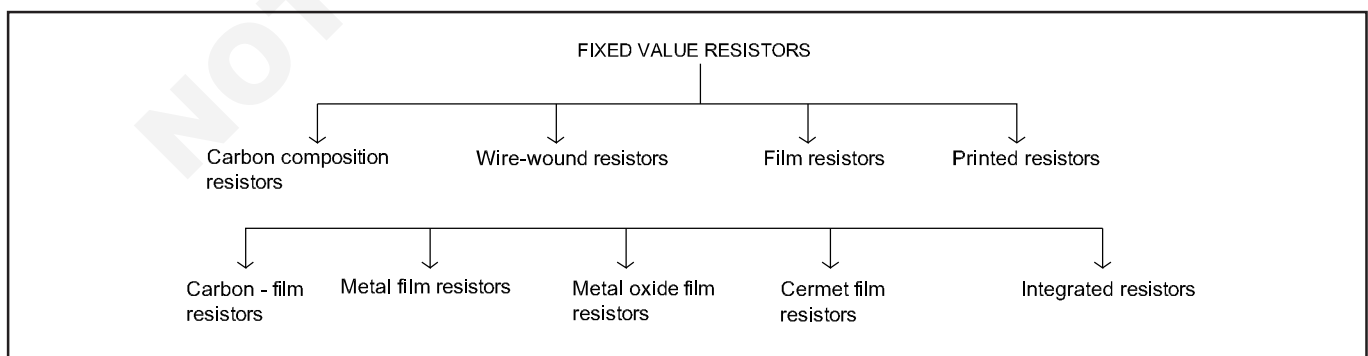 NOT
FIXED VALUE RESISTORS
Carbon composition
resistors
Wire-wound resistors
Film resistors
Printed resistors
Carbon - film
resistors
Metal film resistors
Metal oxide film
resistors
Cermet film
resistors
Integrated resistors